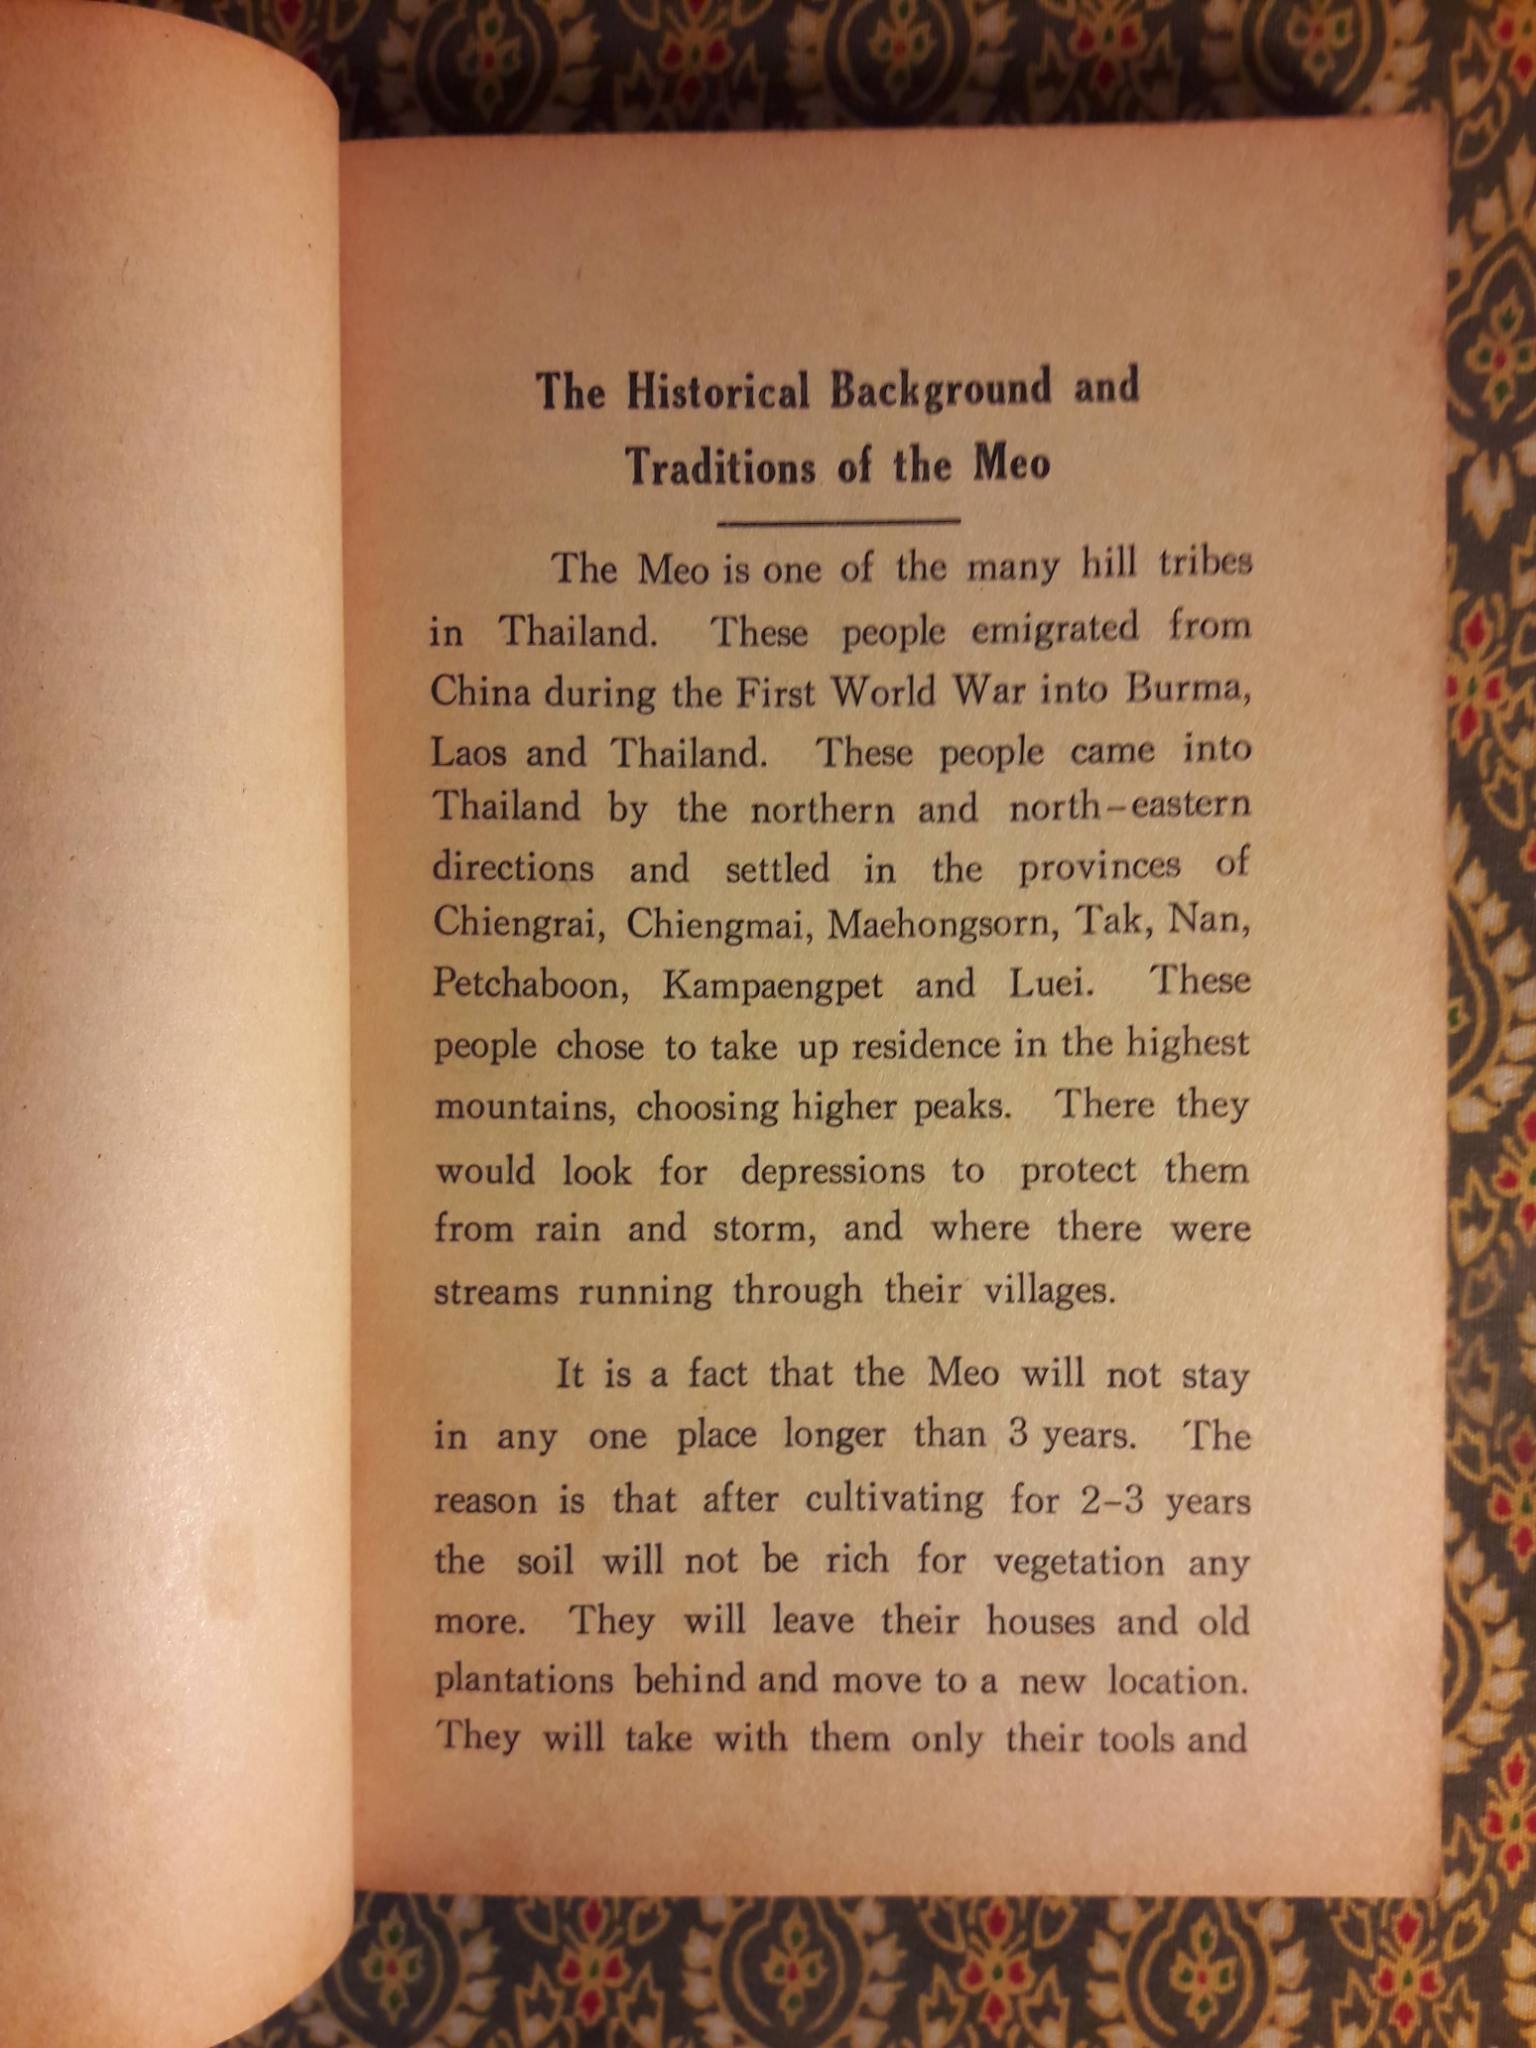 The Historical Background and
Traditions of the Meo
The Meo is one of the many hill tribes
in Thailand. These people emigrated from
China during the First World War into Burma,
Laos and Thailand. These people came into
Thailand by the northern and north-eastern
directions and settled in the provinces of
Chiengrai, Chiengmai, Maehongsorn, Tak, Nan,
Petchaboon, Kampaengpet and Luei. These
people chose to take up residence in the highest
mountains, choosing higher peaks. There they
would look for depressions to protect them
from rain and storm, and where there were
streams running through their villages.
It is a fact that the Meo will not stay
in any one place longer than 3 years. The
reason is that after cultivating for 2-3 years
the soil will not be rich for vegetation any
more. They will leave their houses and old
plantations behind and move to a new location.
They will take with them only their tools and